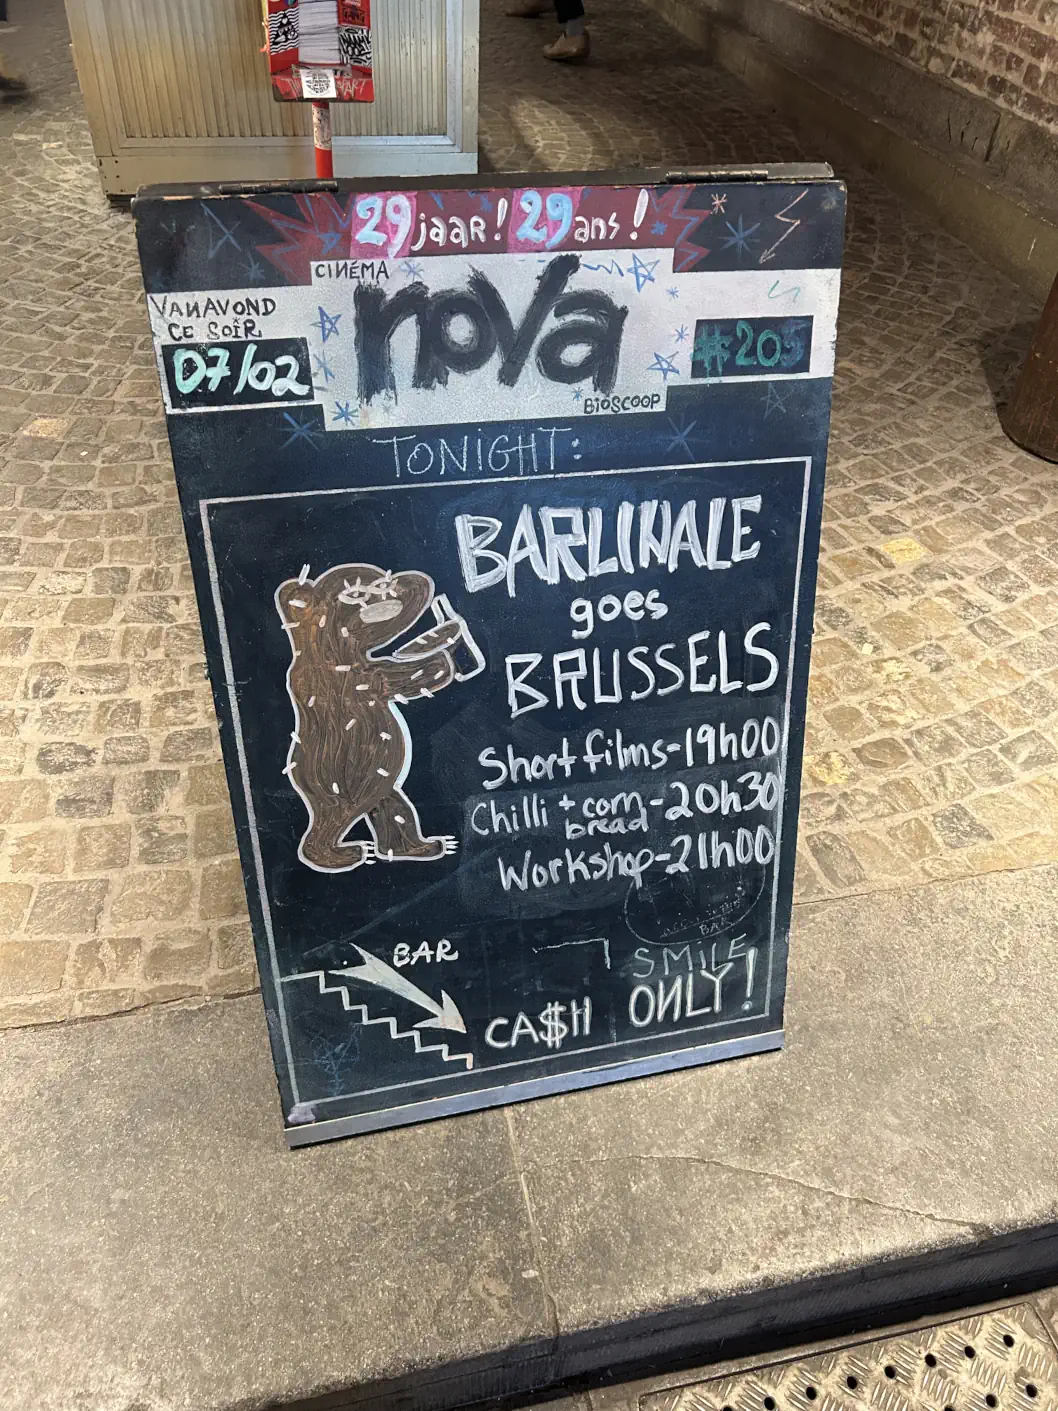 29 jaar! 29 ans!
CINÉMA
nova
BIOSCOOP
VANAVOND
CE SOIR
07/02
#205
TONIGHT:
BARLINALE
goes
BRUSSELS
Short films-19h00
Chilli + corn bread-20h30
Workshop-21h00
BAR
BAR
SMILE
CA$H ONLY!